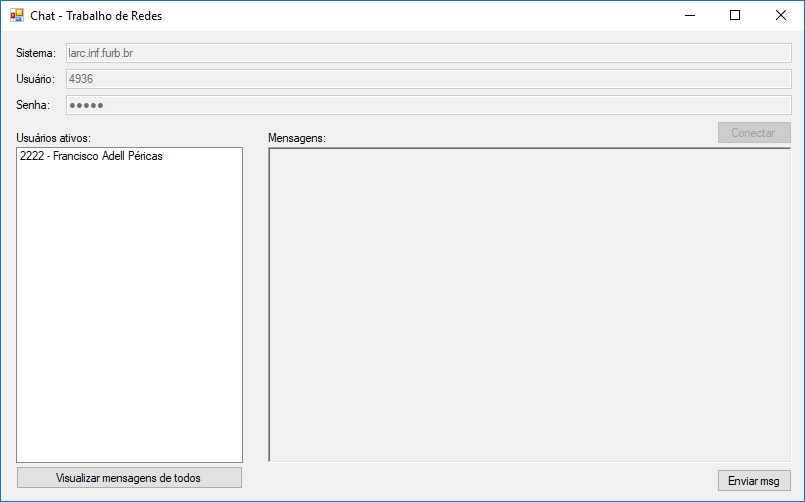 Chat - Trabalho de Redes
Sistema: larc.inf.furb.br
Usuário: 4936
Senha: ●●●●●
Conectar
Usuários ativos:
Mensagens:
2222 - Francisco Adell Péricas
Visualizar mensagens de todos
Enviar msg